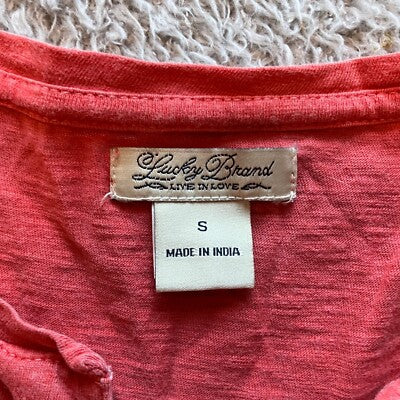 Lucky Brand
LIVE IN LOVE
S
MADE IN INDIA